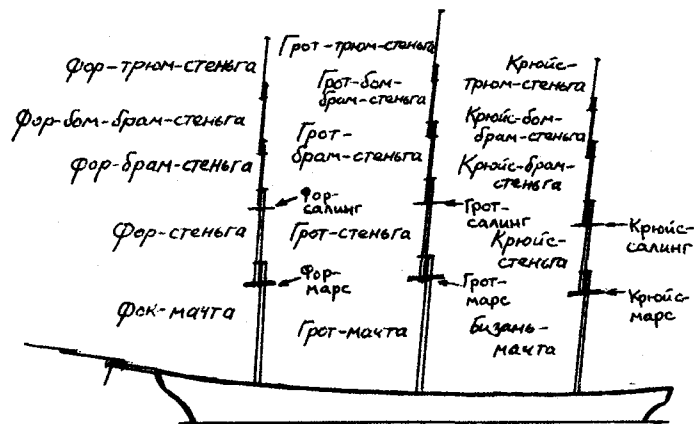 Фор-трюм-стеньга
Фор-бом-брам-стеньга
Фор-брам-стеньга
Фор-
салинг
Фор-стеньга
Фор-
марс
Фок-мачта
Грот-трюм-стеньга
Грот-бом-
брам-стеньга
Грот-
брам-стеньга
Грот-
салинг
Грот-стеньга
Грот-
марс
Грот-мачта
Крюйс-
трюм-стеньга
Крюйс-бом-
брам-стеньга
Крюйс-брам-
стеньга
Крюйс-
салинг
Крюйс-
стеньга
Крюйс-
марс
Бизань-
мачта